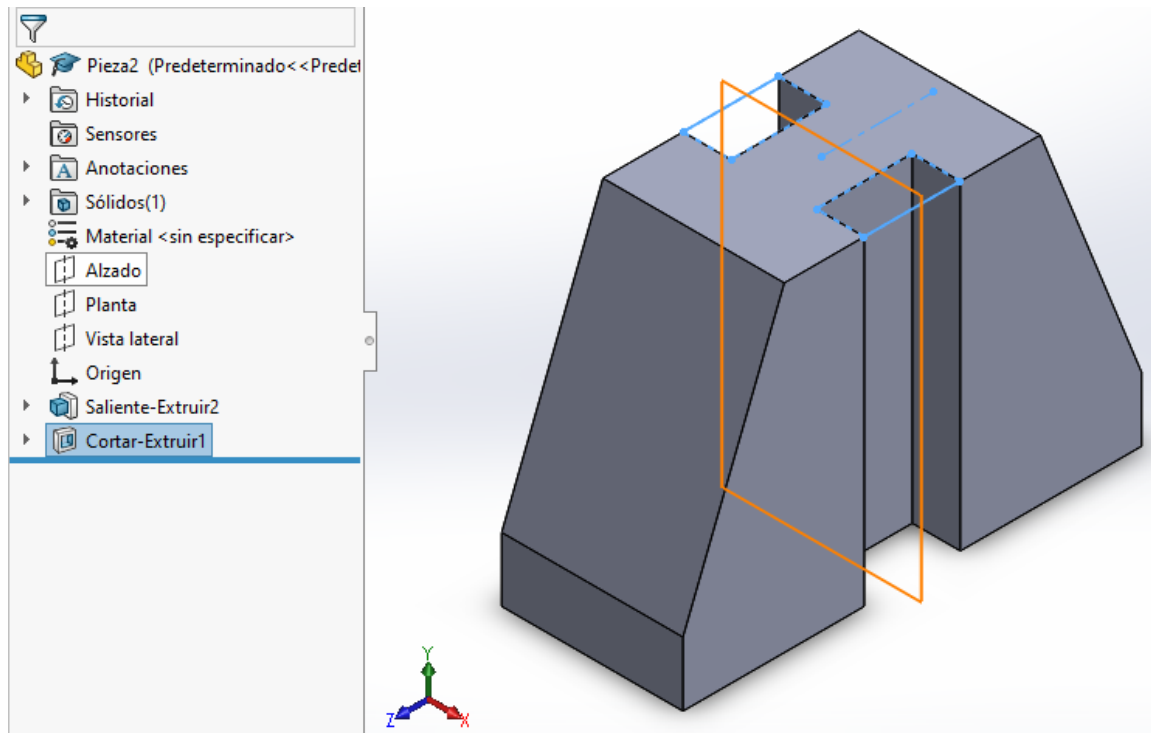 Pieza2 (Predeterminado<<Predet
Historial
Sensores
Anotaciones
Sólidos(1)
Material <sin especificar>
Alzado
Planta
Vista lateral
Origen
Saliente-Extruir2
Cortar-Extruir1
Y
Z
X